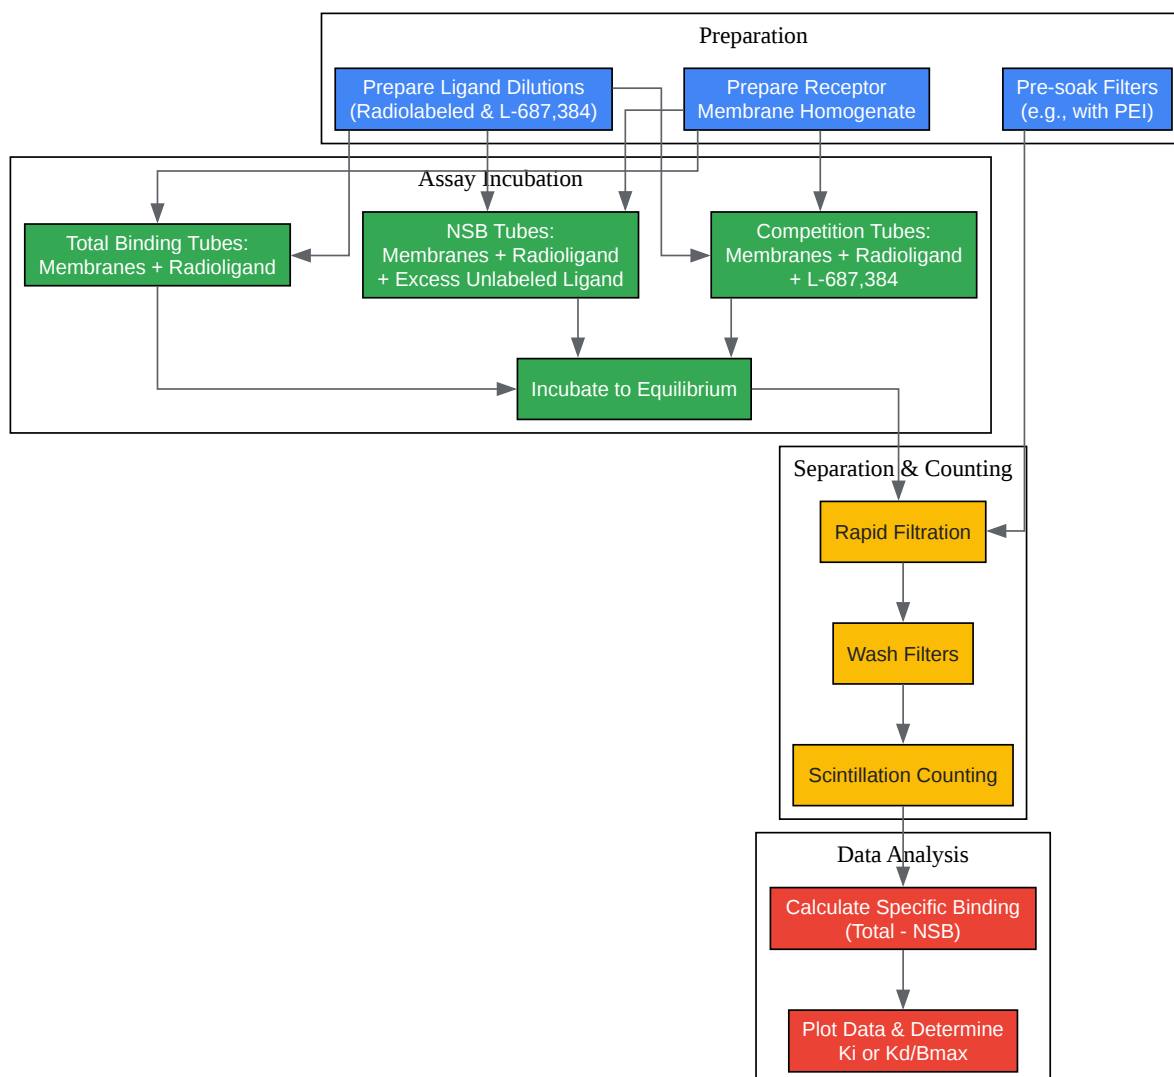 Preparation
Prepare Ligand Dilutions
(Radiolabeled & L-687,384)
Prepare Receptor
Membrane Homogenate
Pre-soak Filters
(e.g., with PEI)
Assay Incubation
Total Binding Tubes:
Membranes + Radioligand
NSB Tubes:
Membranes + Radioligand
+ Excess Unlabeled Ligand
Competition Tubes:
Membranes + Radioligand
+ L-687,384
Incubate to Equilibrium
Separation & Counting
Rapid Filtration
Wash Filters
Scintillation Counting
Data Analysis
Calculate Specific Binding
(Total - NSB)
Plot Data & Determine
Ki or Kd/Bmax